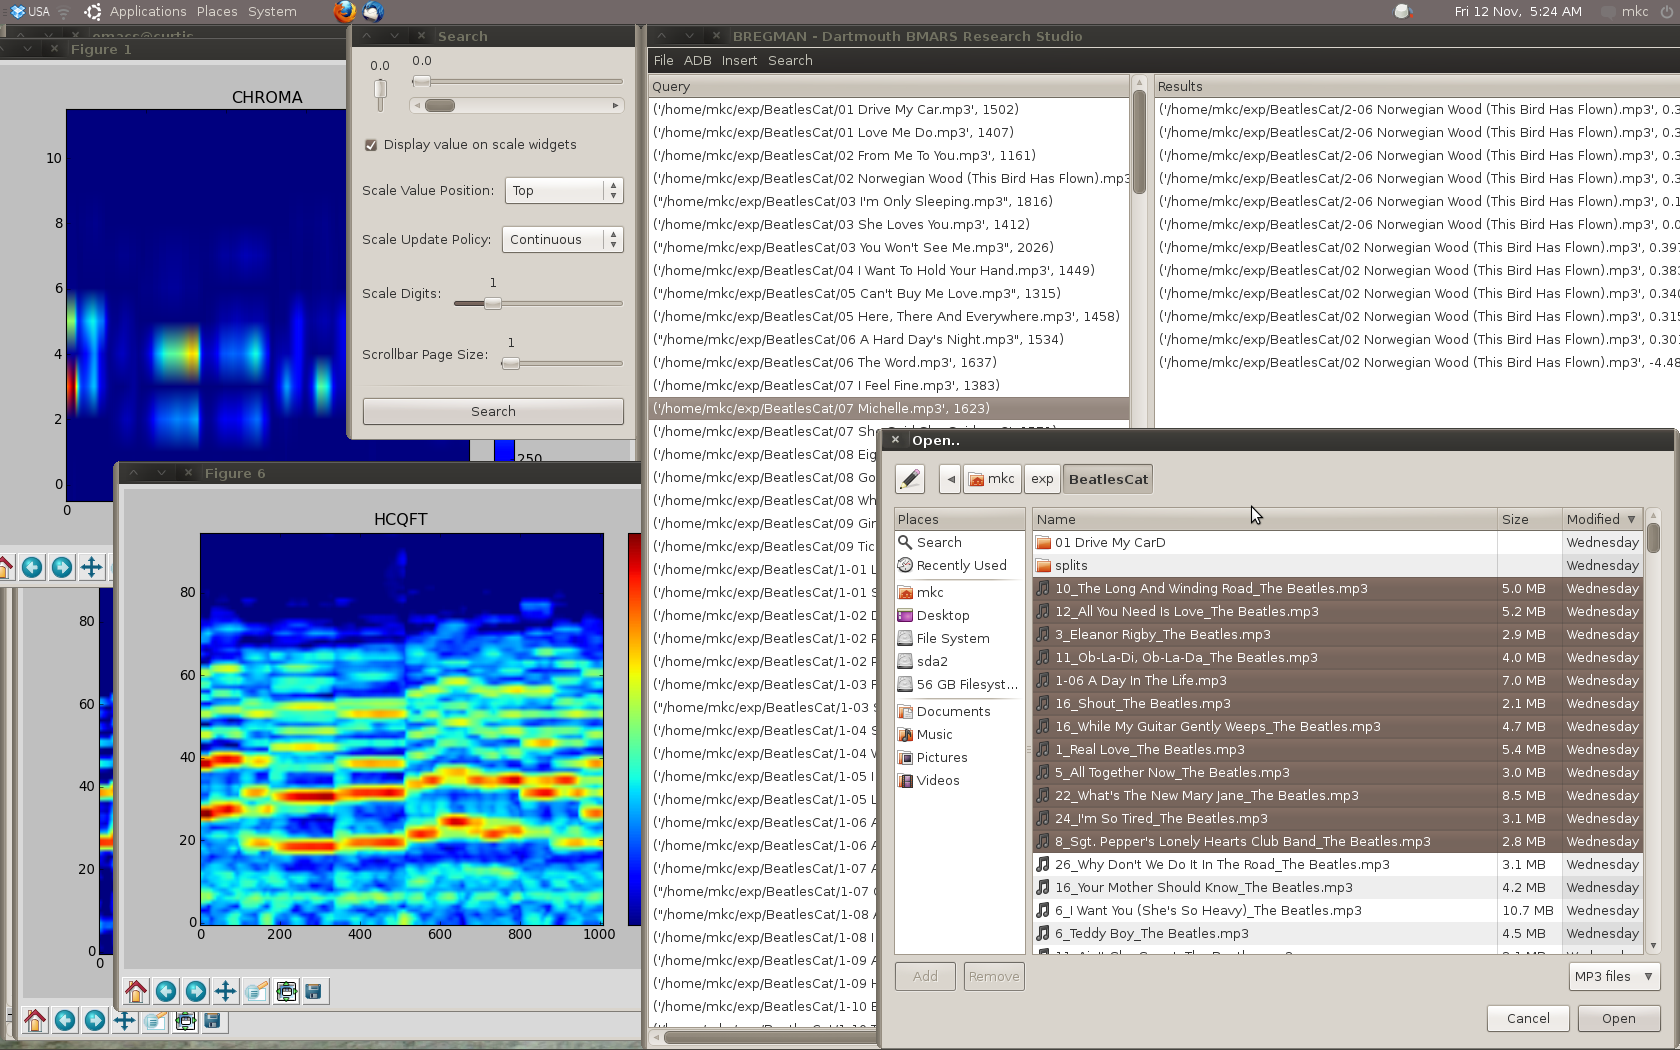 USA Applications Places System Fri 12 Nov, 5:24 AM mkc
emacs@curtis
Figure 1
CHROMA
10
8
6
4
2
0
0
250
Search
0.0
0.0
Display value on scale widgets
Scale Value Position: Top
Scale Update Policy: Continuous
1
Scale Digits:
1
Scrollbar Page Size:
Search
Figure 6
HCQFT
80
60
40
20
0
0 200 400 600 800 1000
80
60
40
20
0
0
BREGMAN - Dartmouth BMARS Research Studio
File ADB Insert Search
Query
('/home/mkc/exp/BeatlesCat/01 Drive My Car.mp3', 1502)
('/home/mkc/exp/BeatlesCat/01 Love Me Do.mp3', 1407)
('/home/mkc/exp/BeatlesCat/02 From Me To You.mp3', 1161)
('/home/mkc/exp/BeatlesCat/02 Norwegian Wood (This Bird Has Flown).mp3
("/home/mkc/exp/BeatlesCat/03 I'm Only Sleeping.mp3", 1816)
('/home/mkc/exp/BeatlesCat/03 She Loves You.mp3', 1412)
("/home/mkc/exp/BeatlesCat/03 You Won't See Me.mp3", 2026)
('/home/mkc/exp/BeatlesCat/04 I Want To Hold Your Hand.mp3', 1449)
("/home/mkc/exp/BeatlesCat/05 Can't Buy Me Love.mp3", 1315)
('/home/mkc/exp/BeatlesCat/05 Here, There And Everywhere.mp3', 1458)
("/home/mkc/exp/BeatlesCat/06 A Hard Day's Night.mp3", 1534)
('/home/mkc/exp/BeatlesCat/06 The Word.mp3', 1637)
('/home/mkc/exp/BeatlesCat/07 I Feel Fine.mp3', 1383)
('/home/mkc/exp/BeatlesCat/07 Michelle.mp3', 1623)
('/home/mkc/exp/BeatlesCat/07 She Said She
('/home/mkc/exp/BeatlesCat/08 Eig
('/home/mkc/exp/BeatlesCat/08 Go
('/home/mkc/exp/BeatlesCat/08 Wh
('/home/mkc/exp/BeatlesCat/09 Gir
('/home/mkc/exp/BeatlesCat/09 Tic
('/home/mkc/exp/BeatlesCat/1-01 L
('/home/mkc/exp/BeatlesCat/1-01 S
('/home/mkc/exp/BeatlesCat/1-02 D
('/home/mkc/exp/BeatlesCat/1-02 P
('/home/mkc/exp/BeatlesCat/1-02 P
('/home/mkc/exp/BeatlesCat/1-03 F
("/home/mkc/exp/BeatlesCat/1-03 S
('/home/mkc/exp/BeatlesCat/1-04 S
('/home/mkc/exp/BeatlesCat/1-04 W
('/home/mkc/exp/BeatlesCat/1-05 I
('/home/mkc/exp/BeatlesCat/1-05 L
('/home/mkc/exp/BeatlesCat/1-06 A
('/home/mkc/exp/BeatlesCat/1-06 A
('/home/mkc/exp/BeatlesCat/1-07 A
("/home/mkc/exp/BeatlesCat/1-07
("/home/mkc/exp/BeatlesCat/1-08 A
('/home/mkc/exp/BeatlesCat/1-08 I
('/home/mkc/exp/BeatlesCat/1-09 A
('/home/mkc/exp/BeatlesCat/1-09 H
('/home/mkc/exp/BeatlesCat/1-10 E
Results
('/home/mkc/exp/BeatlesCat/2-06 Norwegian Wood (This Bird Has Flown).mp3', 0.3
('/home/mkc/exp/BeatlesCat/2-06 Norwegian Wood (This Bird Has Flown).mp3', 0.3
('/home/mkc/exp/BeatlesCat/2-06 Norwegian Wood (This Bird Has Flown).mp3', 0.3
('/home/mkc/exp/BeatlesCat/2-06 Norwegian Wood (This Bird Has Flown).mp3', 0.3
('/home/mkc/exp/BeatlesCat/2-06 Norwegian Wood (This Bird Has Flown).mp3', 0.1
('/home/mkc/exp/BeatlesCat/2-06 Norwegian Wood (This Bird Has Flown).mp3', 0.0
('/home/mkc/exp/BeatlesCat/02 Norwegian Wood (This Bird Has Flown).mp3', 0.39
('/home/mkc/exp/BeatlesCat/02 Norwegian Wood (This Bird Has Flown).mp3', 0.38
('/home/mkc/exp/BeatlesCat/02 Norwegian Wood (This Bird Has Flown).mp3', 0.34
('/home/mkc/exp/BeatlesCat/02 Norwegian Wood (This Bird Has Flown).mp3', 0.31
('/home/mkc/exp/BeatlesCat/02 Norwegian Wood (This Bird Has Flown).mp3', 0.30
('/home/mkc/exp/BeatlesCat/02 Norwegian Wood (This Bird Has Flown).mp3', -4.48
Open..
mkc exp BeatlesCat
Places
Search
Recently Used
mkc
Desktop
File System
sda2
56 GB Filesyst...
Documents
Music
Pictures
Videos
Add Remove
Name Size Modified
01 Drive My CarD Wednesday
splits Wednesday
10_The Long And Winding Road_The Beatles.mp3 5.0 MB Wednesday
12_All You Need Is Love_The Beatles.mp3 5.2 MB Wednesday
3_Eleanor Rigby_The Beatles.mp3 2.9 MB Wednesday
11_Ob-La-Di, Ob-La-Da_The Beatles.mp3 4.0 MB Wednesday
1-06 A Day In The Life.mp3 7.0 MB Wednesday
16_Shout_The Beatles.mp3 2.1 MB Wednesday
16_While My Guitar Gently Weeps_The Beatles.mp3 4.7 MB Wednesday
1_Real Love_The Beatles.mp3 5.4 MB Wednesday
5_All Together Now_The Beatles.mp3 3.0 MB Wednesday
22_What's The New Mary Jane_The Beatles.mp3 8.5 MB Wednesday
24_I'm So Tired_The Beatles.mp3 3.1 MB Wednesday
8_Sgt. Pepper's Lonely Hearts Club Band_The Beatles.mp3 2.8 MB Wednesday
26_Why Don't We Do It In The Road_The Beatles.mp3 3.1 MB Wednesday
16_Your Mother Should Know_The Beatles.mp3 4.2 MB Wednesday
6_I Want You (She's So Heavy)_The Beatles.mp3 10.7 MB Wednesday
6_Teddy Boy_The Beatles.mp3 4.5 MB Wednesday
MP3 files
Cancel Open